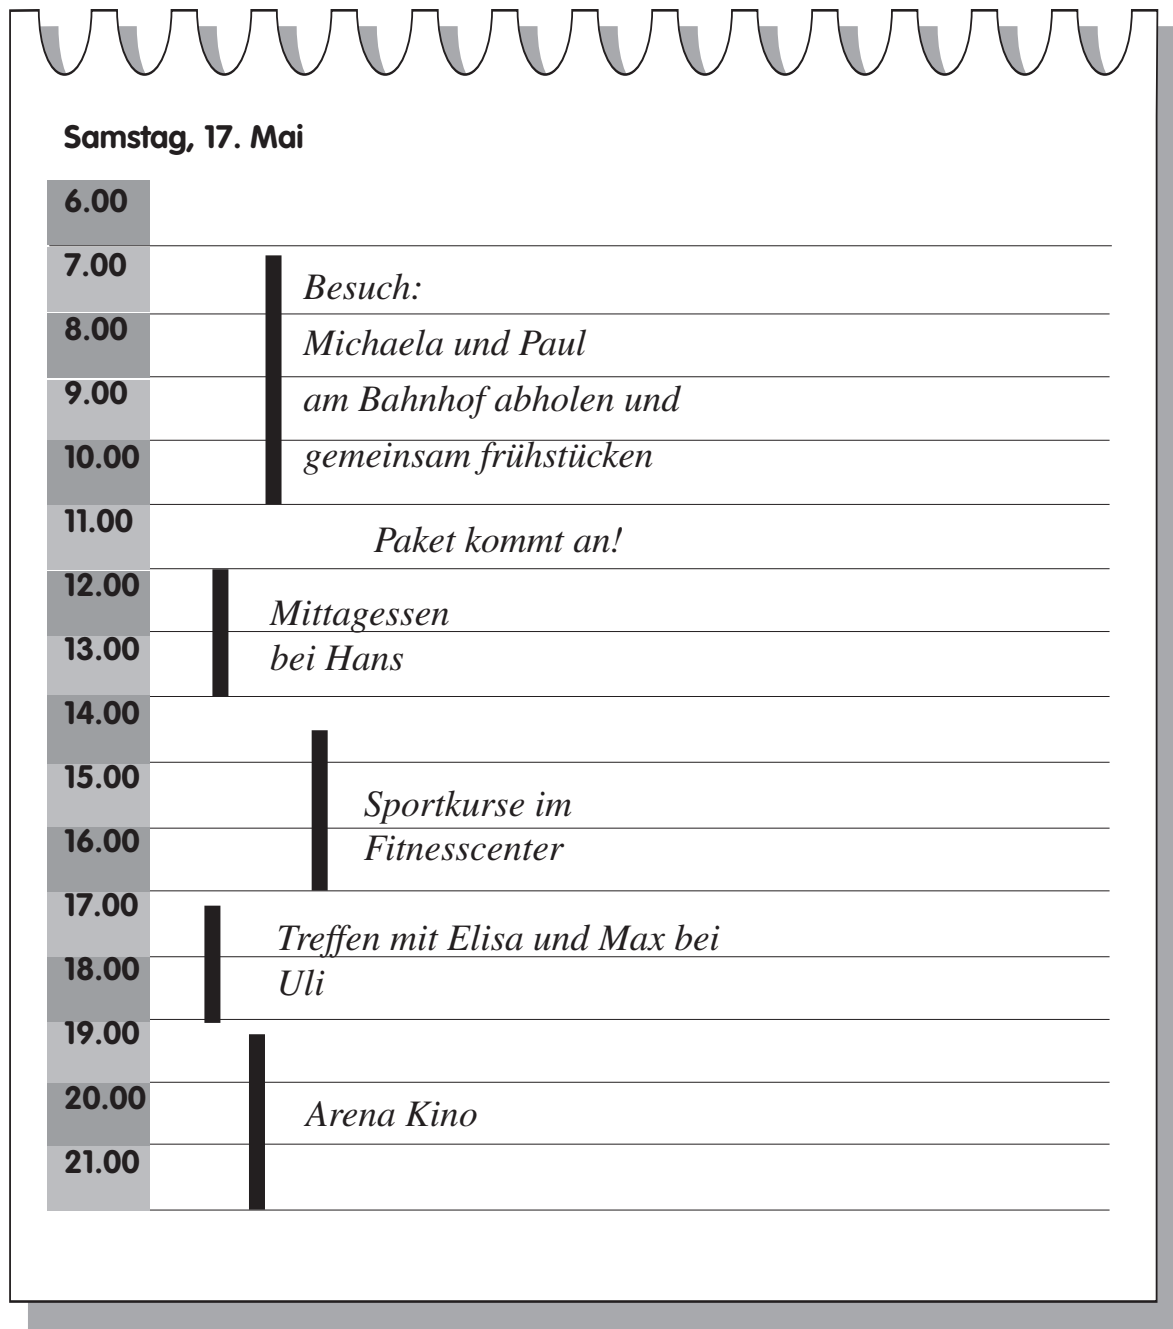 Samstag, 17. Mai
6.00
7.00
Besuch:
8.00
Michaela und Paul
9.00
am Bahnhof abholen und
10.00
gemeinsam frühstücken
11.00
Paket kommt an!
12.00
Mittagessen
13.00
bei Hans
14.00
15.00
Sportkurse im
16.00
Fitnesscenter
17.00
Treffen mit Elisa und Max bei
18.00
Uli
19.00
20.00
Arena Kino
21.00